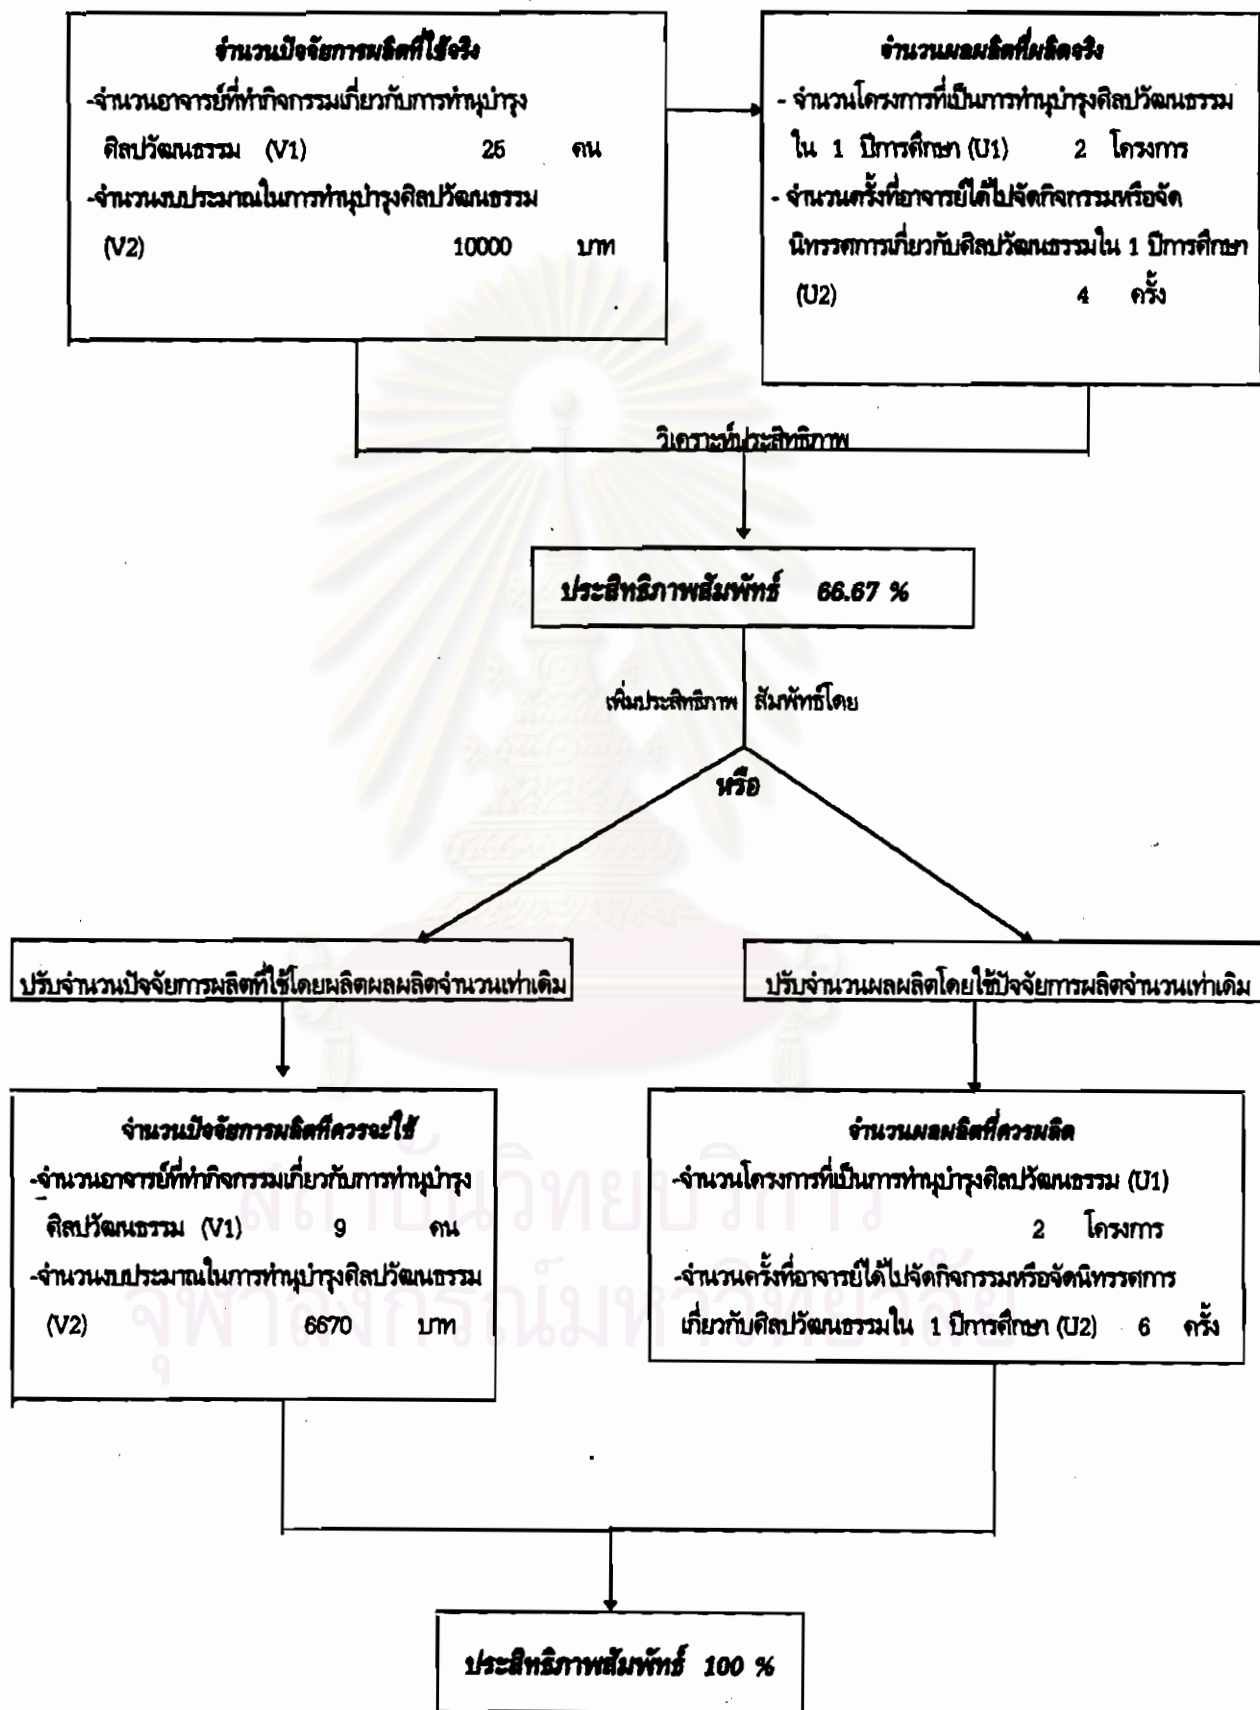 จำนวนปัจจัยการผลิตที่ใช้จริง
-จำนวนอาจารย์ที่ทำกิจกรรมเกี่ยวกับการทำนุบำรุง
ศิลปวัฒนธรรม (V1) 25 คน
-จำนวนงบประมาณในการทำนุบำรุงศิลปวัฒนธรรม
(V2) 10000 บาท
จำนวนผลผลิตที่ผลิตจริง
- จำนวนโครงการที่เป็นการทำนุบำรุงศิลปวัฒนธรรม
ใน 1 ปีการศึกษา (U1) 2 โครงการ
- จำนวนครั้งที่อาจารย์ได้ไปจัดกิจกรรมหรือจัด
นิทรรศการเกี่ยวกับศิลปวัฒนธรรมใน 1 ปีการศึกษา
(U2) 4 ครั้ง
วิเคราะห์ประสิทธิภาพ
ประสิทธิภาพสัมพัทธ์ 66.67 %
เพิ่มประสิทธิภาพ สัมพัทธ์โดย
หรือ
ปรับจำนวนปัจจัยการผลิตที่ใช้โดยผลิตผลผลิตจำนวนเท่าเดิม
ปรับจำนวนผลผลิตโดยใช้ปัจจัยการผลิตจำนวนเท่าเดิม
จำนวนปัจจัยการผลิตที่ควรจะใช้
-จำนวนอาจารย์ที่ทำกิจกรรมเกี่ยวกับการทำนุบำรุง
ศิลปวัฒนธรรม (V1) 9 คน
-จำนวนงบประมาณในการทำนุบำรุงศิลปวัฒนธรรม
(V2) 6670 บาท
จำนวนผลผลิตที่ควรผลิต
-จำนวนโครงการที่เป็นการทำนุบำรุงศิลปวัฒนธรรม (U1)
2 โครงการ
-จำนวนครั้งที่อาจารย์ได้ไปจัดกิจกรรมหรือจัดนิทรรศการ
เกี่ยวกับศิลปวัฒนธรรมใน 1 ปีการศึกษา (U2) 6 ครั้ง
สถาบันวิทยบริการ
จุฬาลงกรณ์มหาวิทยาลัย
ประสิทธิภาพสัมพัทธ์ 100 %